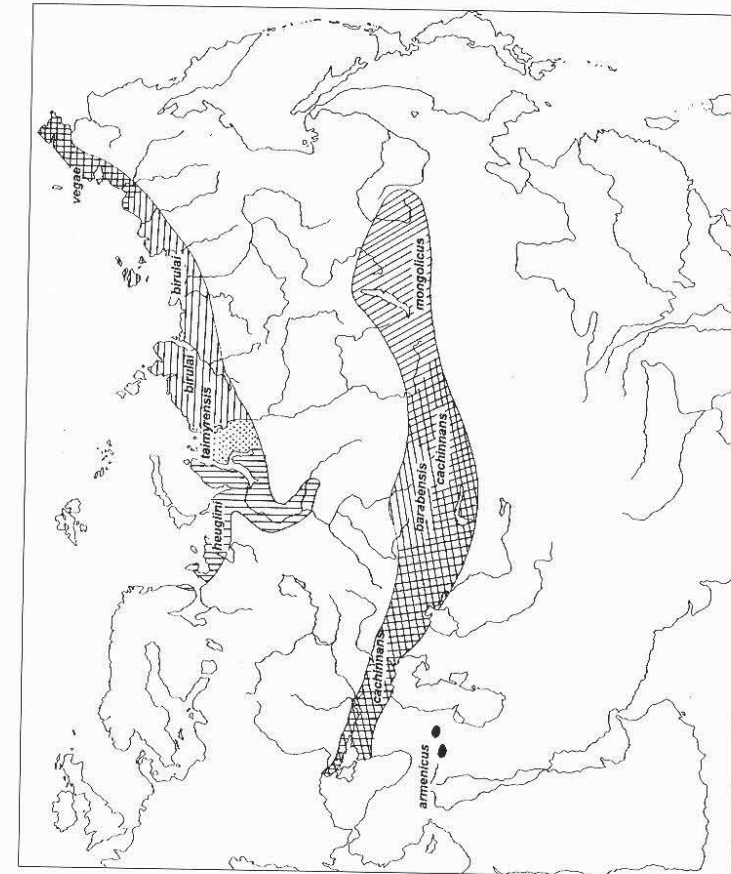 vegae
birulai
birulai
taimyrensis
heuglini
cachinnans
barabensis
mongolicus
cachinnans
armenicus